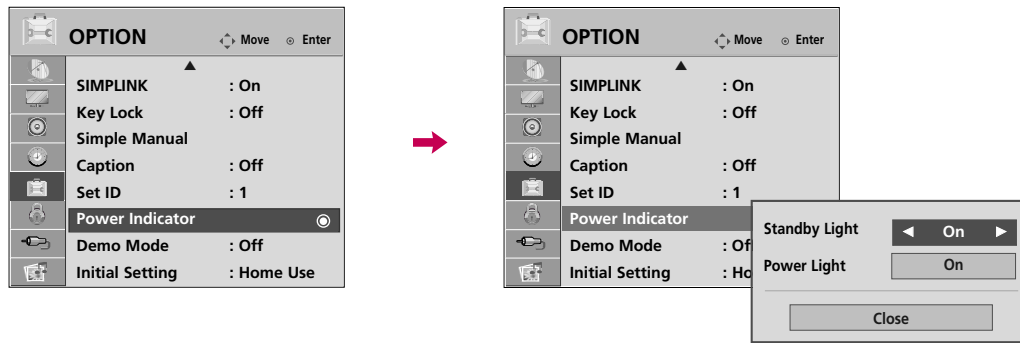 OPTION Move Enter
SIMPLINK : On
Key Lock : Off
Simple Manual
Caption : Off
Set ID : 1
Power Indicator
Demo Mode : Off
Initial Setting : Home Use
OPTION Move Enter
SIMPLINK : On
Key Lock : Off
Simple Manual
Caption : Off
Set ID : 1
Power Indicator
Demo Mode : Of
Initial Setting : Ho
Standby Light ◀ On ▶
Power Light On
Close